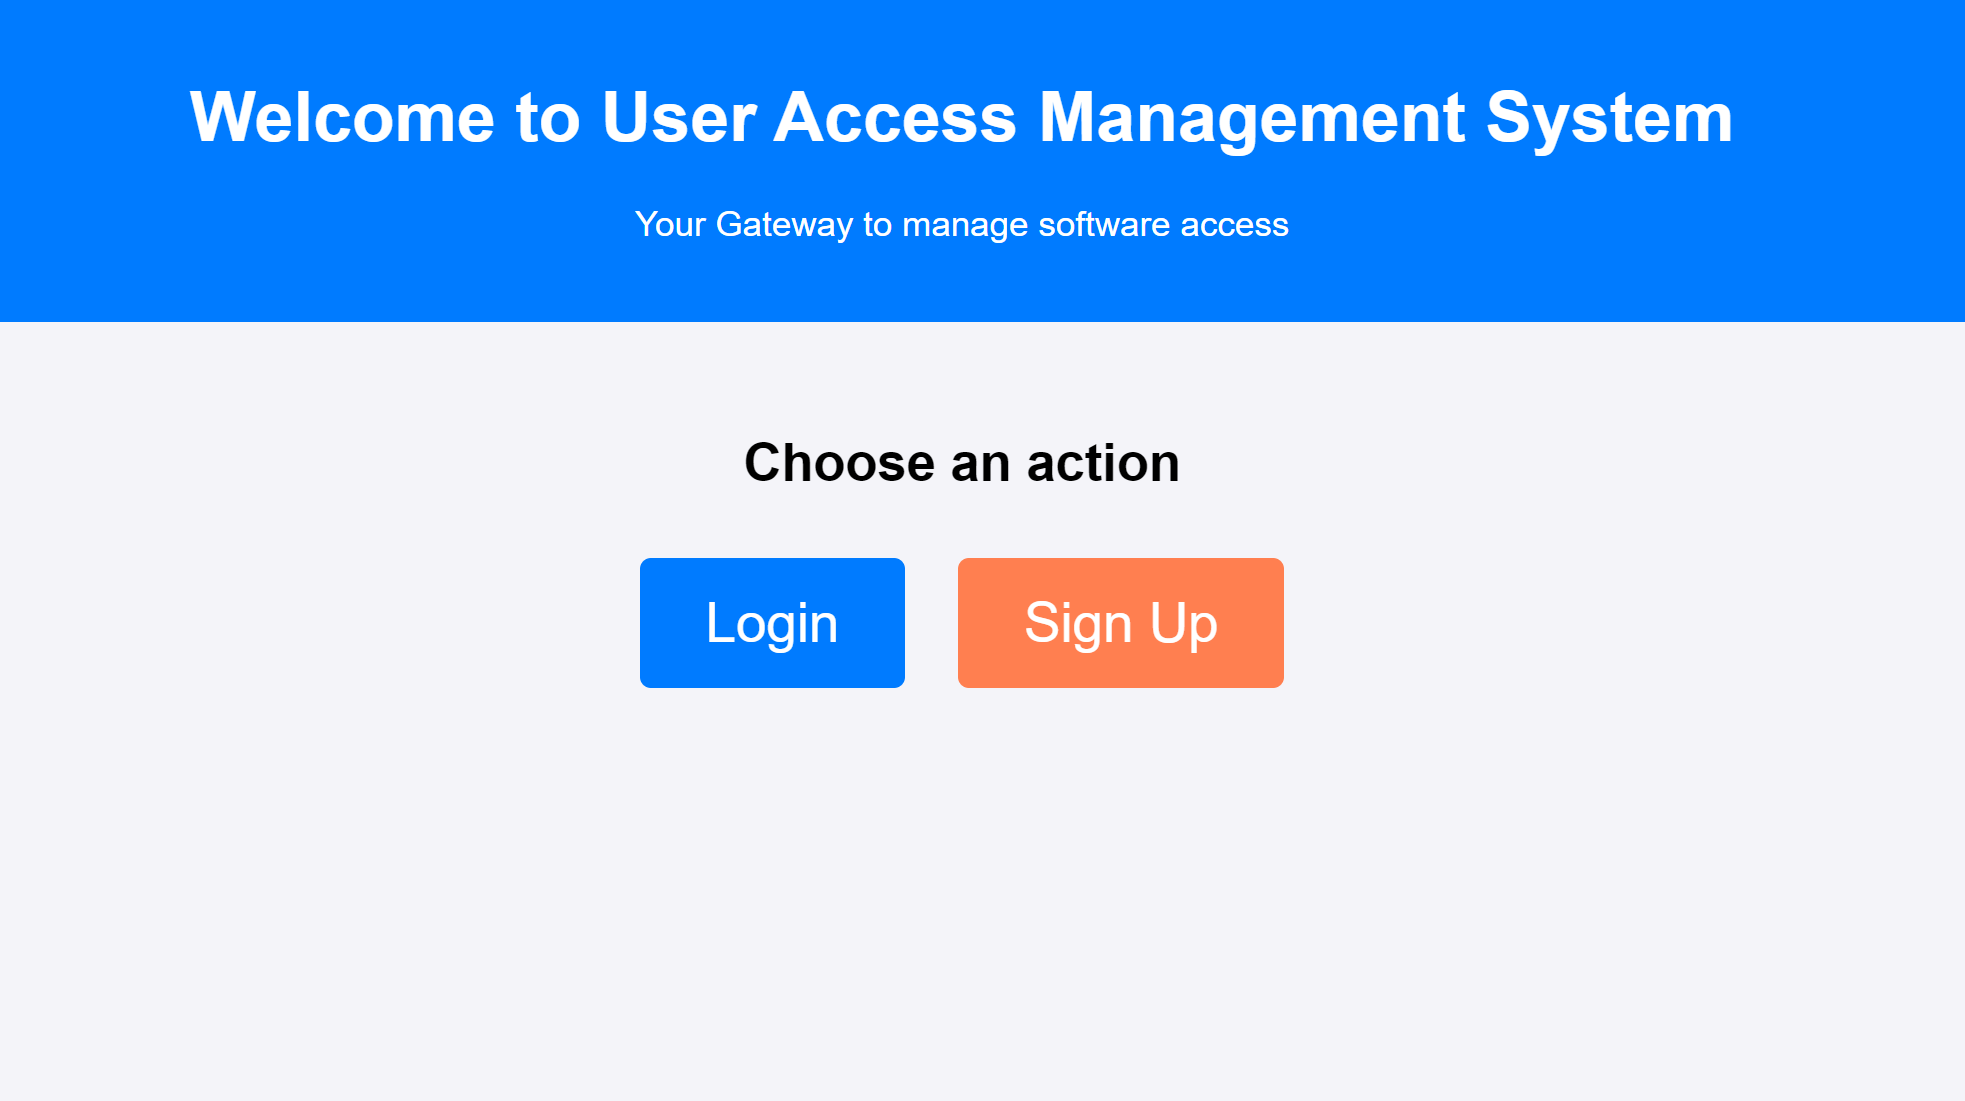 Welcome to User Access Management System
Your Gateway to manage software access
Choose an action
Login
Sign Up